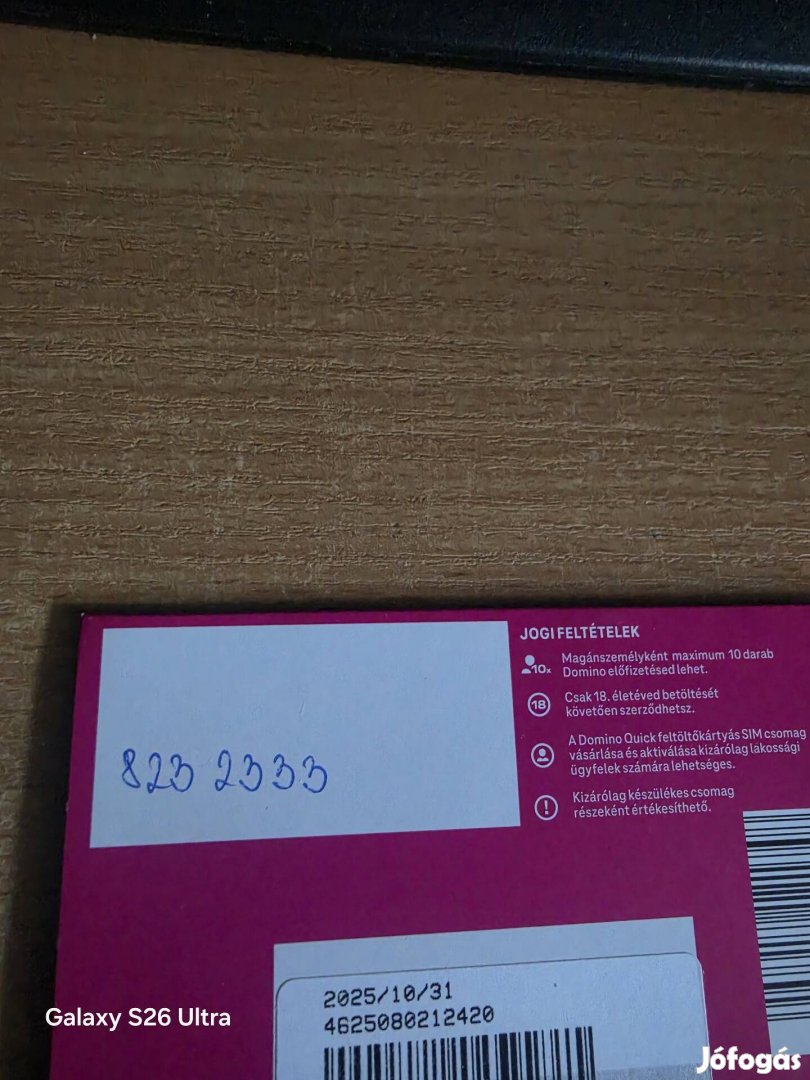 JOGI FELTÉTELEK
10x
Magánszemélyként maximum 10 darab
Domino előfizetésed lehet.
18
Csak 18. életéved betöltését
követően szerződhetsz.
A Domino Quick feltöltőkártyás SIM csomag
vásárlása és aktiválása kizárólag lakossági
ügyfelek számára lehetséges.
!
Kizárólag készülékes csomag
részeként értékesíthető.
823 2333
2025/10/31
4625080212420
Galaxy S26 Ultra
Jófogás